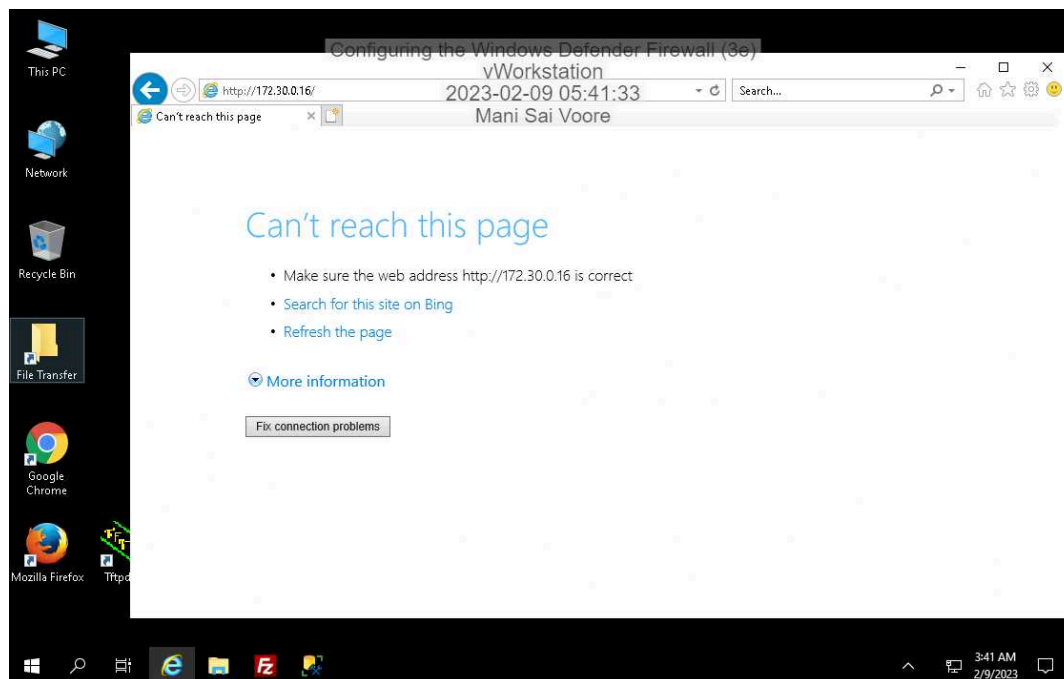 This PC
Network
Recycle Bin
File Transfer
Google
Chrome
Mozilla Firefox
Configuring the Windows Defender Firewall (3e)
vWorkstation
2023-02-09 05:41:33
Mani Sai Voore
http://172.30.0.16/
Search...
Can't reach this page
Can't reach this page
• Make sure the web address http://172.30.0.16 is correct
• Search for this site on Bing
• Refresh the page
More information
Fix connection problems
3:41 AM
2/9/2023